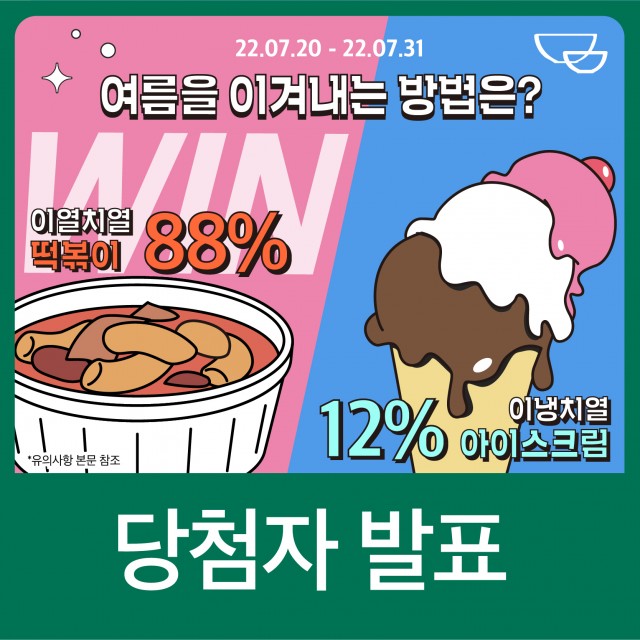 22.07.20 - 22.07.31
여름을 이겨내는 방법은?
WIN
이열치열
떡볶이 88%
12% 이냉치열
아이스크림
*유의사항 본문 참조
당첨자 발표